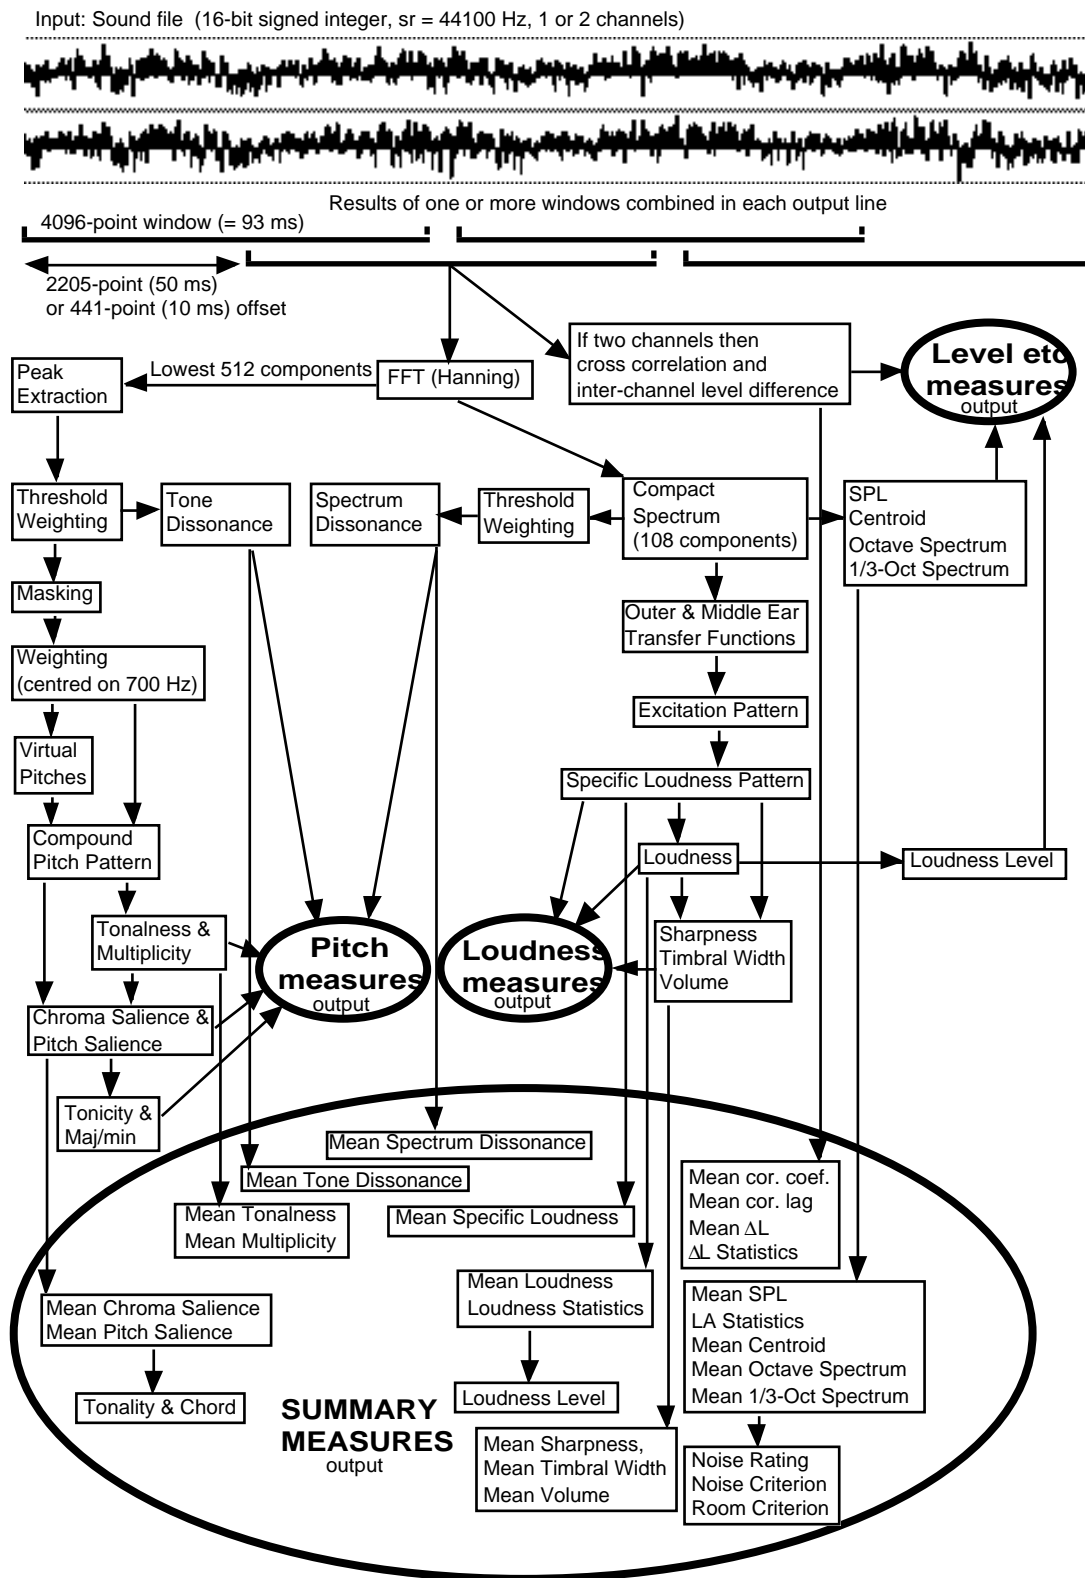 Input: Sound file  (16-bit signed integer, sr = 44100 Hz, 1 or 2 channels)
Results of one or more windows combined in each output line
4096-point window (= 93 ms)
2205-point (50 ms)
or 441-point (10 ms) offset
If two channels then
cross correlation and
inter-channel level difference
Level etc
measures
output
Peak
Extraction
Lowest 512 components
FFT (Hanning)
Threshold
Weighting
Tone
Dissonance
Spectrum
Dissonance
Threshold
Weighting
Compact
Spectrum
(108 components)
SPL
Centroid
Octave Spectrum
1/3-Oct Spectrum
Masking
Outer & Middle Ear
Transfer Functions
Weighting
(centred on 700 Hz)
Excitation Pattern
Virtual
Pitches
Specific Loudness Pattern
Compound
Pitch Pattern
Loudness
Loudness Level
Tonalness &
Multiplicity
Pitch
measures
output
Loudness
measures
output
Sharpness
Timbral Width
Volume
Chroma Salience &
Pitch Salience
Tonicity &
Maj/min
Mean Spectrum Dissonance
Mean Tone Dissonance
Mean Tonalness
Mean Multiplicity
Mean Specific Loudness
Mean cor. coef.
Mean cor. lag
Mean ΔL
ΔL Statistics
Mean Loudness
Loudness Statistics
Mean SPL
LA Statistics
Mean Centroid
Mean Octave Spectrum
Mean 1/3-Oct Spectrum
Mean Chroma Salience
Mean Pitch Salience
Tonality & Chord
Loudness Level
SUMMARY
MEASURES
output
Mean Sharpness,
Mean Timbral Width
Mean Volume
Noise Rating
Noise Criterion
Room Criterion